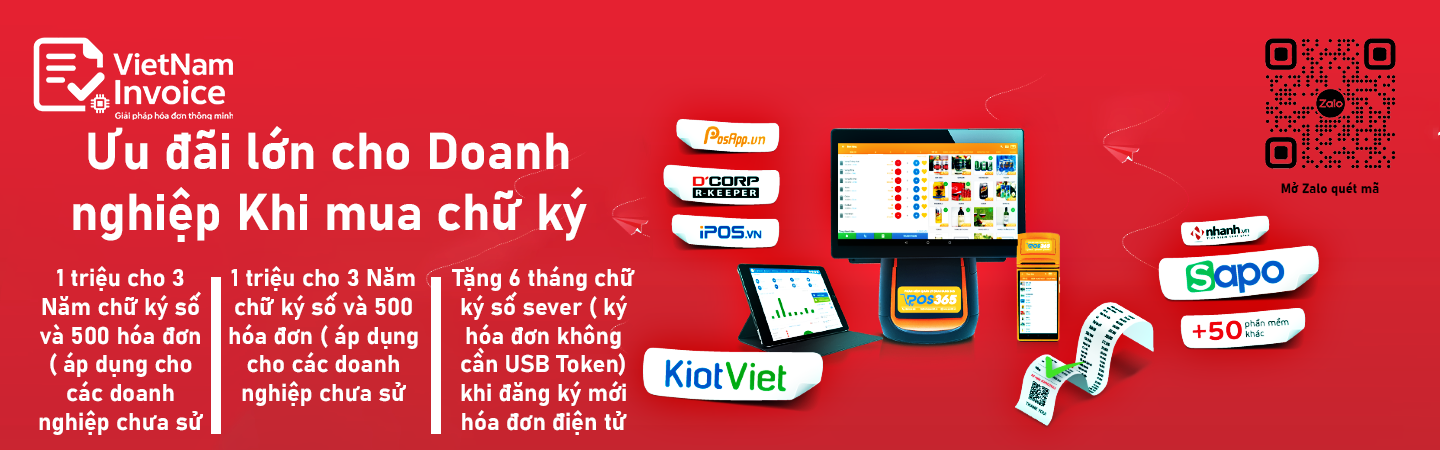 VietNam
Invoice
Giải pháp hóa đơn thông minh
Ưu đãi lớn cho Doanh
nghiệp Khi mua chữ ký
1 triệu cho 3
Năm chữ ký số
và 500 hóa đơn
( áp dụng cho
các doanh
nghiệp chưa sử
1 triệu cho 3 Năm
chữ ký số và 500
hóa đơn ( áp dụng
cho các doanh
nghiệp chưa sử
Tặng 6 tháng chữ
ký số sever ( ký
hóa đơn không
cần USB Token)
khi đăng ký mới
hóa đơn điện tử
PosApp.vn
D'CORP
R-KEEPER
iPOS.vn
KiotViet
POS365
POS365
THANK YOU
Zalo
Mở Zalo quét mã
nhanh.vn
Sapo
+50 phần mềm
khác